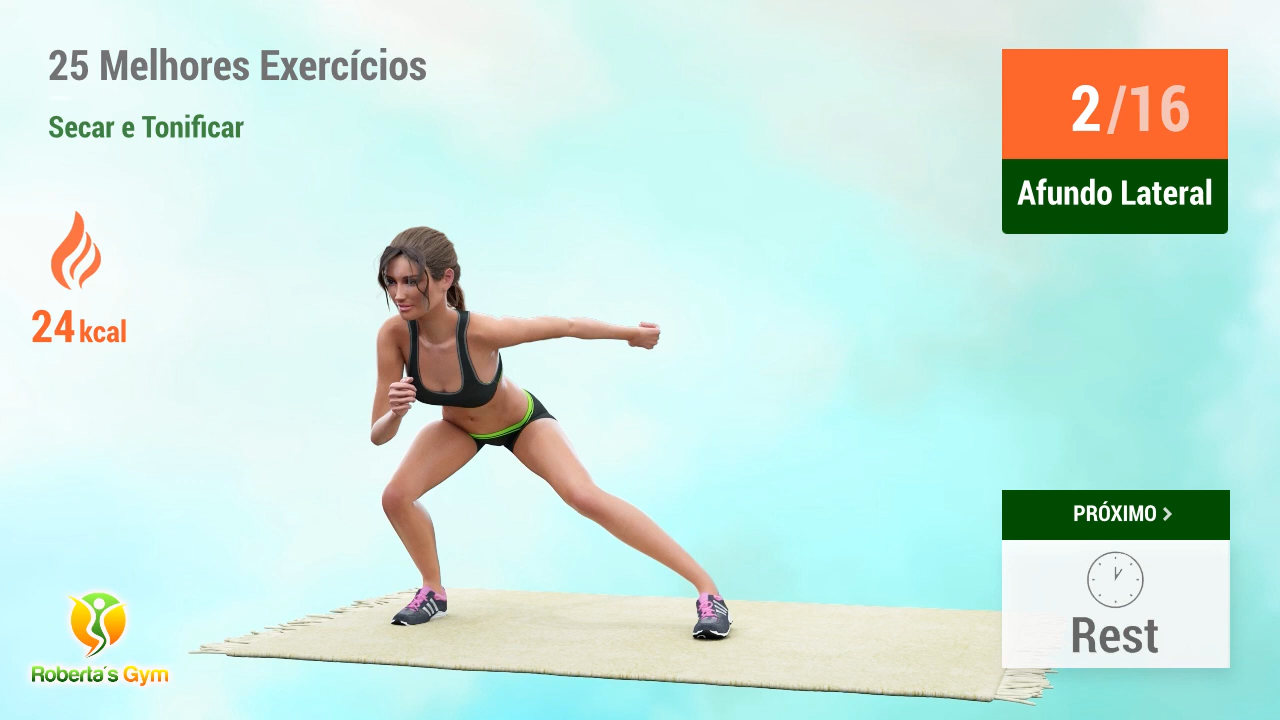 25 Melhores Exercícios
Secar e Tonificar
24 kcal
2/16
Afundo Lateral
PRÓXIMO >
Rest
Roberta´s Gym